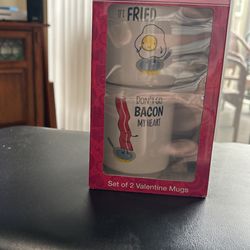 FRIED
DON'T GO
BACON
MY HEART
Set of 2 Valentine Mugs